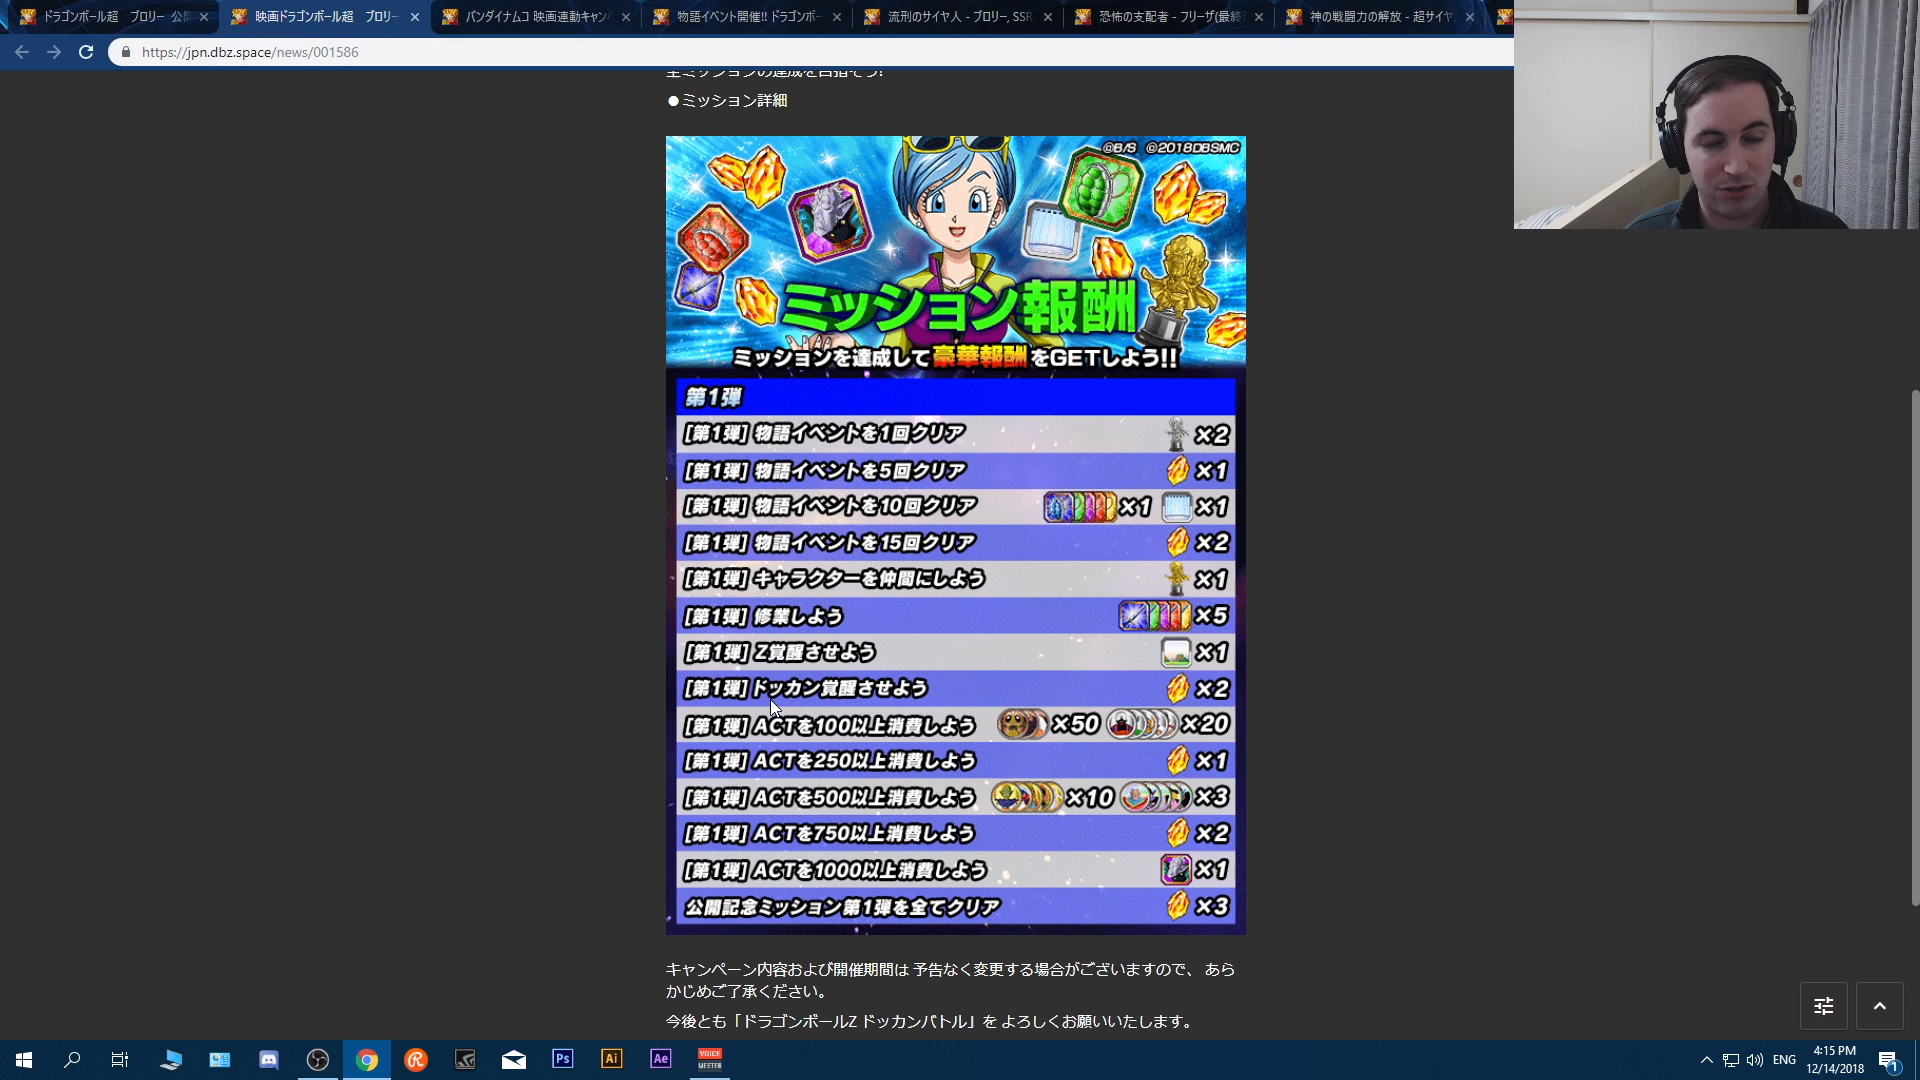 ドラゴンボール超 ブロリー 公開
映画ドラゴンボール超 ブロリー
バンダイナムコ 映画連動キャンペ
物語イベント開催!! ドラゴンボー
流刑のサイヤ人 - ブロリー, SSR
恐怖の支配者 - フリーザ(最終
神の戦闘力の解放 - 超サイヤ
https://jpn.dbz.space/news/001586
全ミッションの達成を目指そう!
●ミッション詳細
©B/S ©2018DBSMC
ミッション報酬
ミッションを達成して豪華報酬をGETしよう!!
第1弾
[第1弾] 物語イベントを1回クリア ×2
[第1弾] 物語イベントを5回クリア ×1
[第1弾] 物語イベントを10回クリア ×1 ×1
[第1弾] 物語イベントを15回クリア ×2
[第1弾] キャラクターを仲間にしよう ×1
[第1弾] 修業しよう ×5
[第1弾] Z覚醒させよう ×1
[第1弾] ドッカン覚醒させよう ×2
[第1弾] ACTを100以上消費しよう ×50 ×20
[第1弾] ACTを250以上消費しよう ×1
[第1弾] ACTを500以上消費しよう ×10 ×3
[第1弾] ACTを750以上消費しよう ×2
[第1弾] ACTを1000以上消費しよう ×1
公開記念ミッション第1弾を全てクリア ×3
キャンペーン内容および開催期間は 予告なく変更する場合がございますので、 あら
かじめご了承ください。
今後とも「ドラゴンボールZ ドッカンバトル」を よろしくお願いいたします。
Ps
Ai
Ae
VOICE
MEETER
ENG
4:15 PM
12/14/2018
1